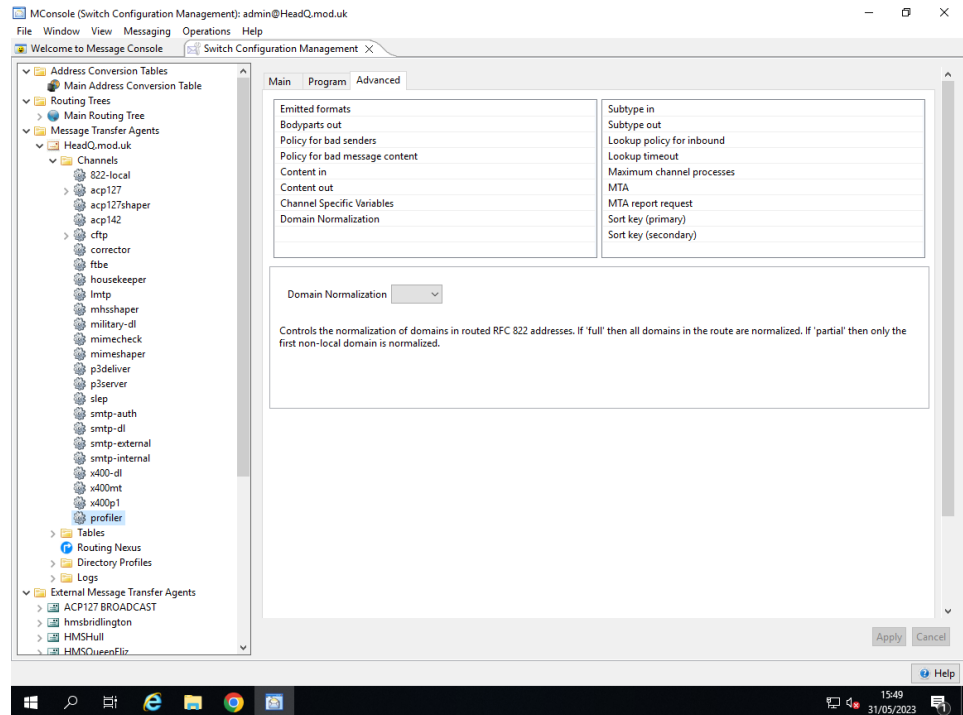 MConsole (Switch Configuration Management): admin@HeadQ.mod.uk
File Window View Messaging Operations Help
Welcome to Message Console
Switch Configuration Management
Address Conversion Tables
Main Address Conversion Table
Routing Trees
Main Routing Tree
Message Transfer Agents
HeadQ.mod.uk
Channels
822-local
acp127
acp127shaper
acp142
cftp
corrector
ftbe
housekeeper
lmtp
mhsshaper
military-dl
mimecheck
mimeshaper
p3deliver
p3server
slep
smtp-auth
smtp-dl
smtp-external
smtp-internal
x400-dl
x400mt
x400p1
profiler
Tables
Routing Nexus
Directory Profiles
Logs
External Message Transfer Agents
ACP127 BROADCAST
hmsbridlington
HMSHull
HMSQueenEliz
Main Program Advanced
Emitted formats
Bodyparts out
Policy for bad senders
Policy for bad message content
Content in
Content out
Channel Specific Variables
Domain Normalization
Subtype in
Subtype out
Lookup policy for inbound
Lookup timeout
Maximum channel processes
MTA
MTA report request
Sort key (primary)
Sort key (secondary)
Domain Normalization
Controls the normalization of domains in routed RFC 822 addresses. If 'full' then all domains in the route are normalized. If 'partial' then only the
first non-local domain is normalized.
Apply Cancel
Help
15:49
31/05/2023
1